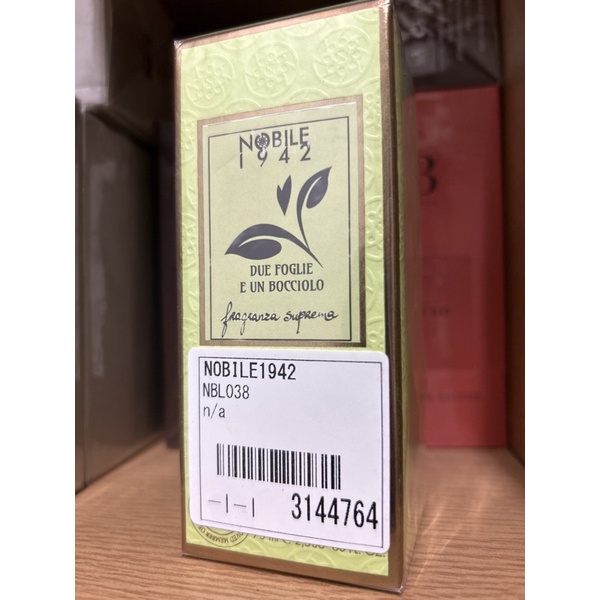 NOBILE
1942
DUE FOGLIE
E UN BOCCIOLO
fragranza suprema
NOBILE1942
NBL038
n/a
3144764